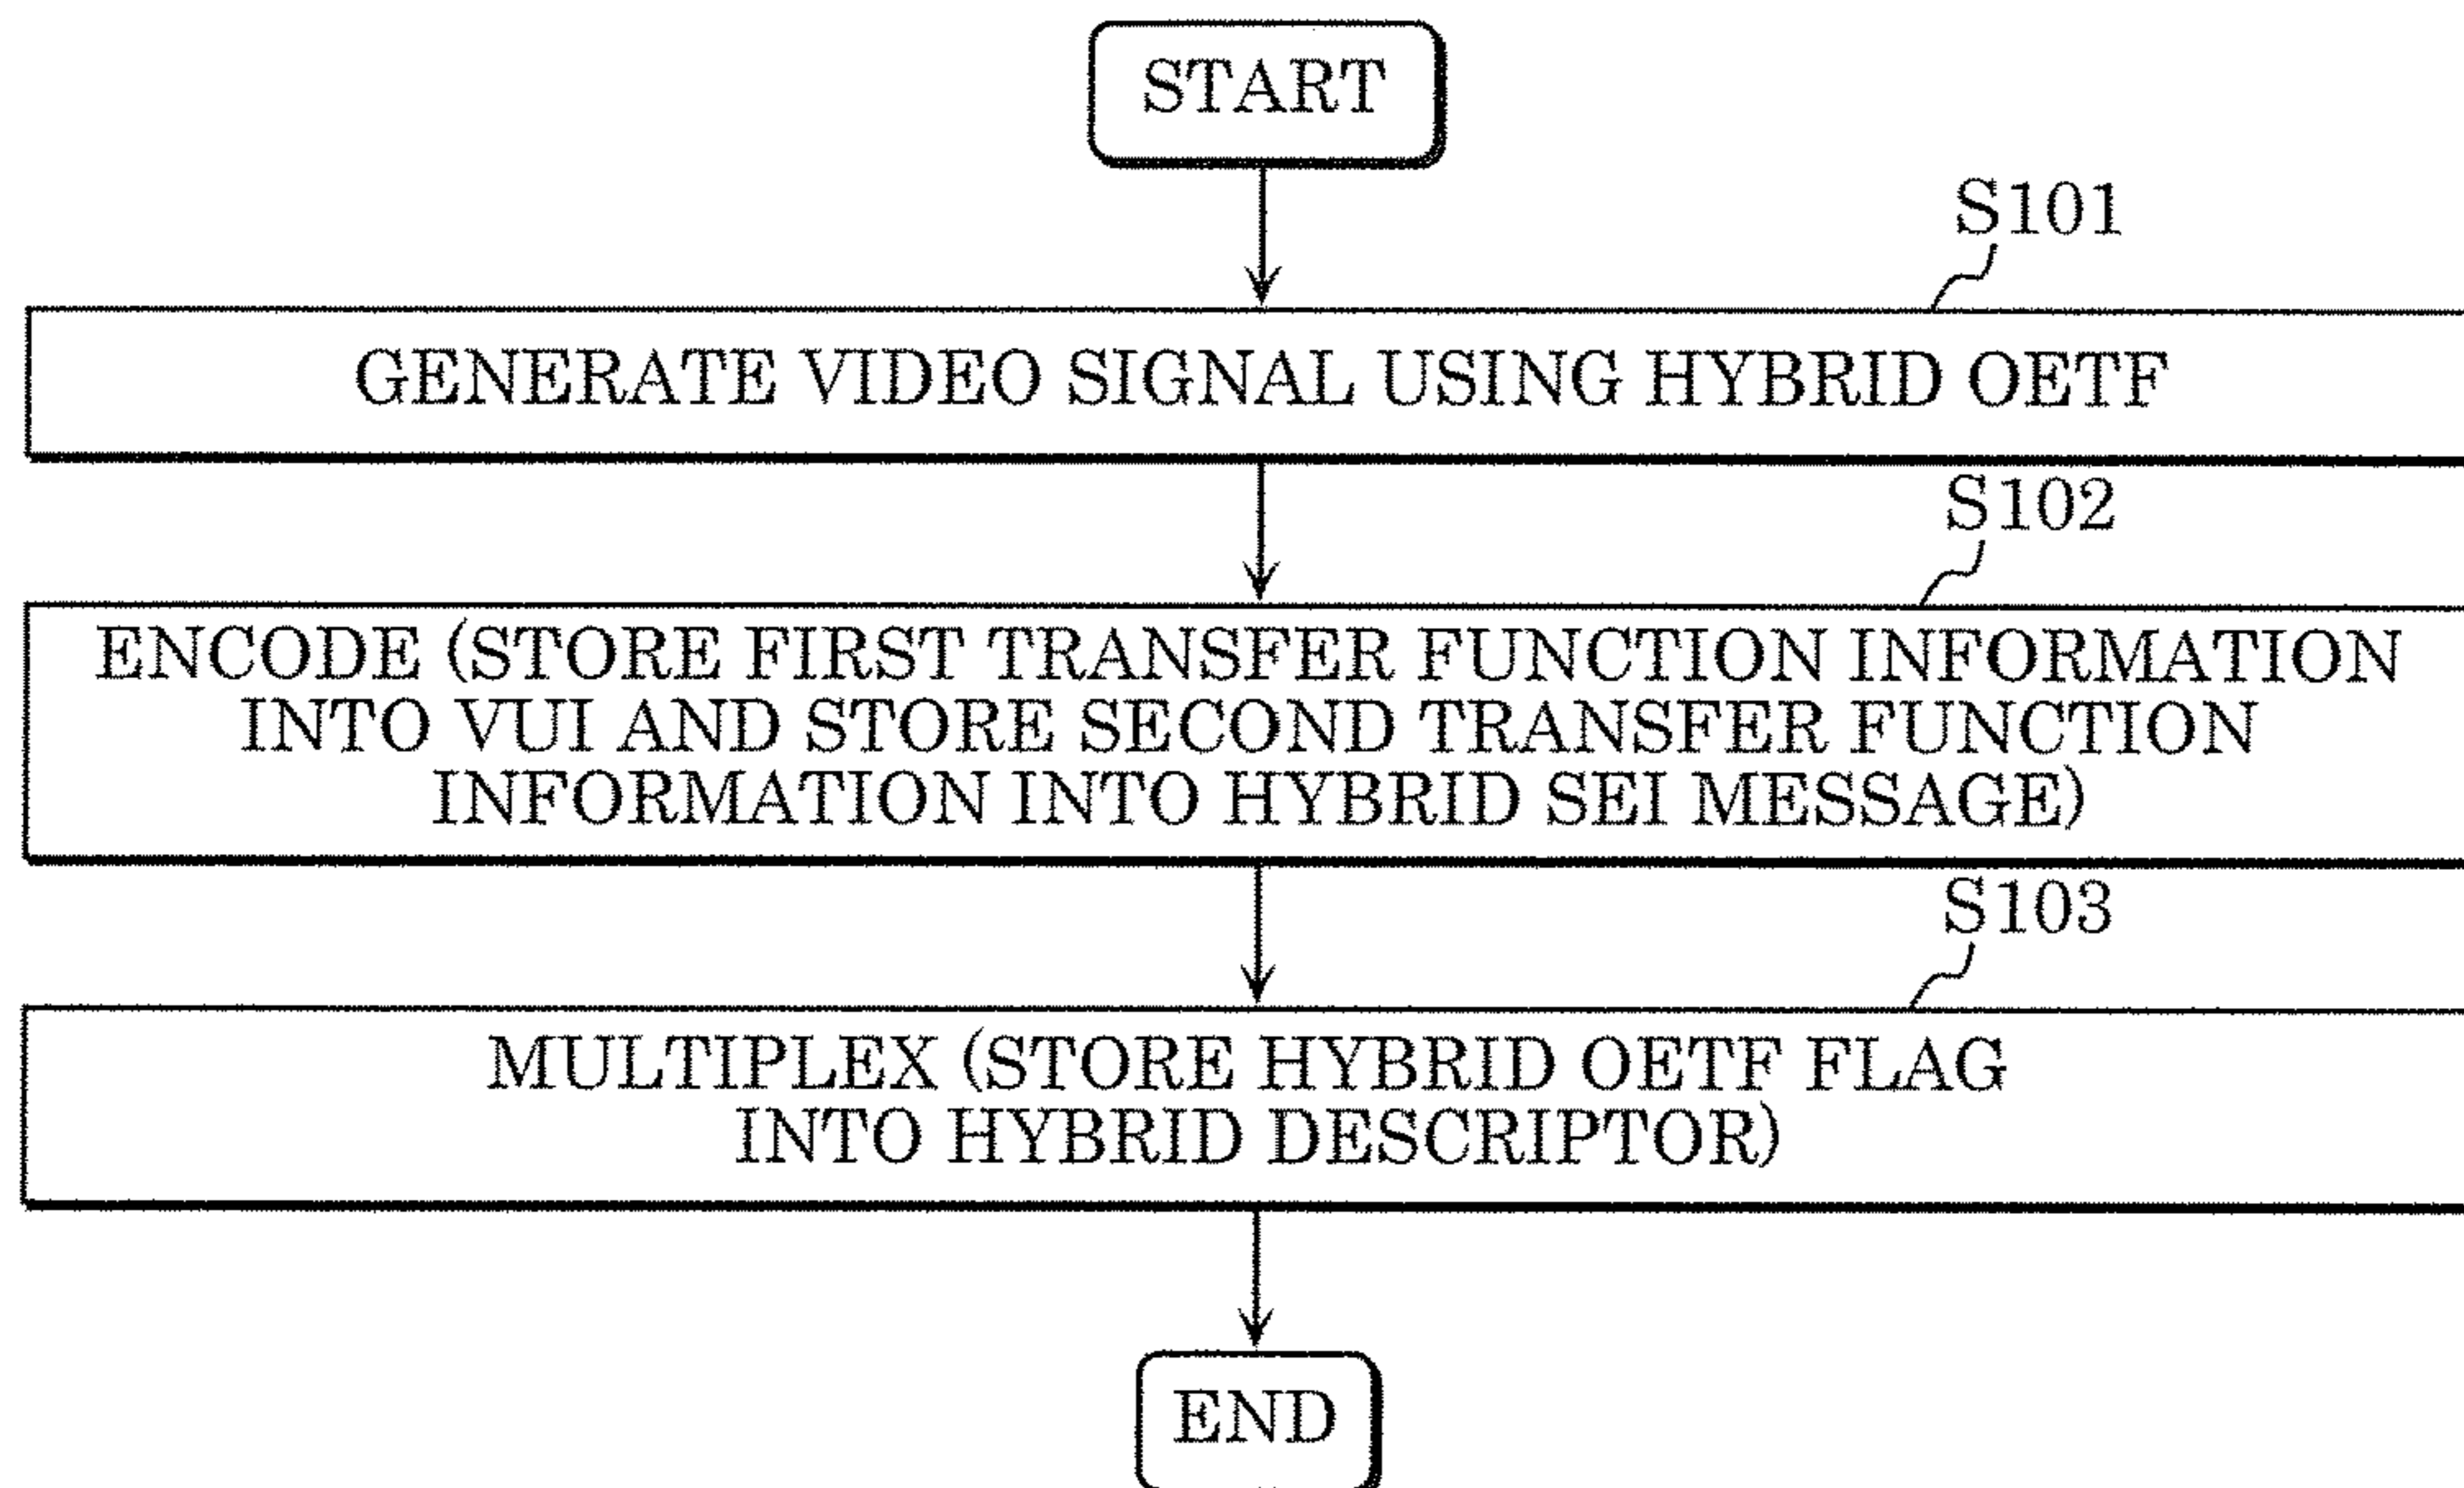 START
S101
GENERATE VIDEO SIGNAL USING HYBRID OETF
S102
ENCODE (STORE FIRST TRANSFER FUNCTION INFORMATION
INTO VUI AND STORE SECOND TRANSFER FUNCTION
INFORMATION INTO HYBRID SEI MESSAGE)
S103
MULTIPLEX (STORE HYBRID OETF FLAG
INTO HYBRID DESCRIPTOR)
END